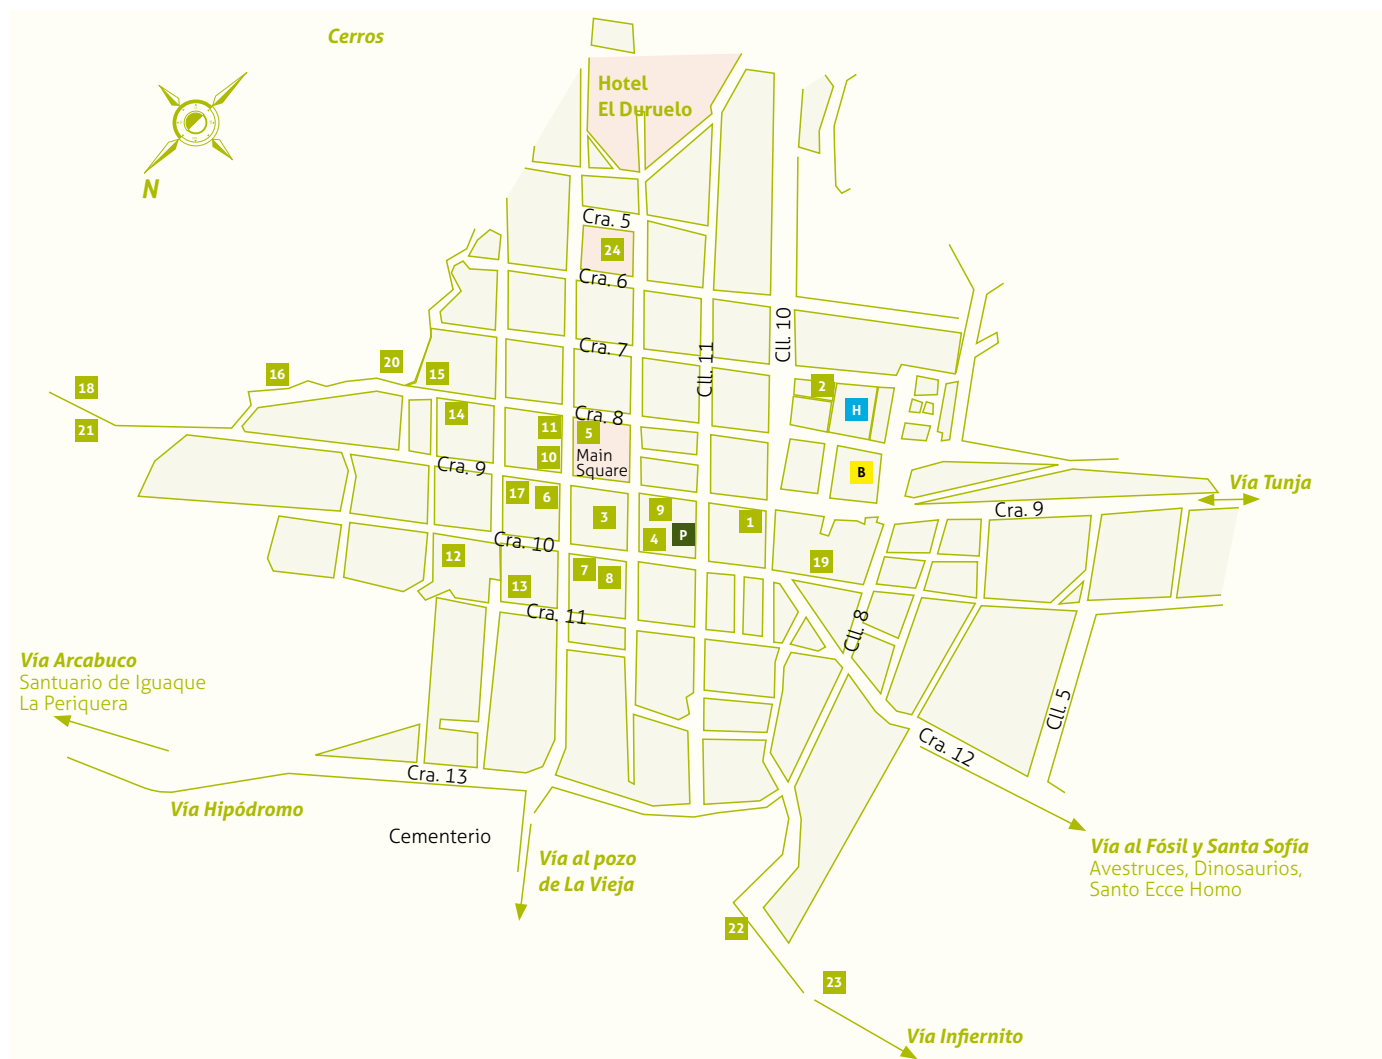 Cerros
Hotel
El Duruelo
N
Cra. 5
24
Cra. 6
Cll. 10
Cra. 7
Cll. 11
20
15
16
18
2
14
H
Cra. 8
11
5
21
10
Main
Square
Cra. 9
B
Vía Tunja
17
6
3
9
1
Cra. 9
4
P
Cra. 10
12
19
7
8
13
Cra. 11
Cll. 8
Vía Arcabuco
Santuario de Iguaque
La Periquera
Cll. 5
Cra. 12
Cra. 13
Vía Hipódromo
Cementerio
Vía al pozo
de La Vieja
Vía al Fósil y Santa Sofía
Avestruces, Dinosaurios,
Santo Ecce Homo
22
23
Vía Infiernito